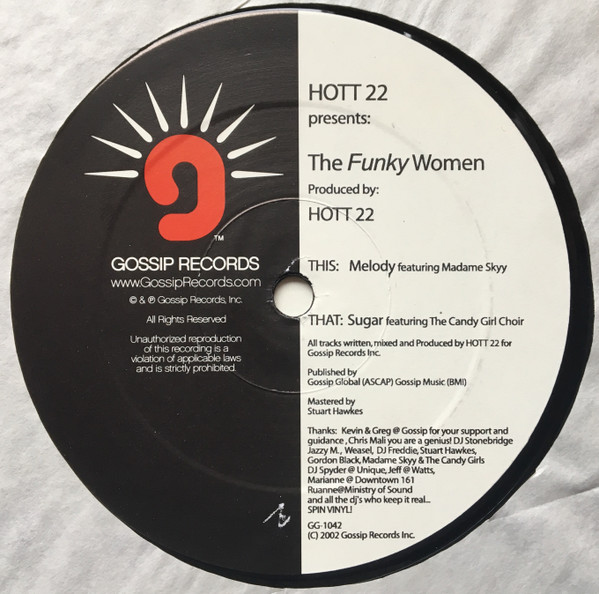 TM
GOSSIP RECORDS
www.GossipRecords.com
© & ℗ Gossip Records, Inc.
All Rights Reserved
Unauthorized reproduction
of this recording is a
violation of applicable laws
and is strictly prohibited.
HOTT 22
presents:
The Funky Women
Produced by:
HOTT 22
THIS: Melody featuring Madame Skyy
THAT: Sugar featuring The Candy Girl Choir
All tracks written, mixed and Produced by HOTT 22 for
Gossip Records Inc.
Published by
Gossip Global (ASCAP) Gossip Music (BMI)
Mastered by
Stuart Hawkes
Thanks: Kevin & Greg @ Gossip for your support and
guidance , Chris Mali you are a genius! DJ Stonebridge
Jazzy M. , Weasel, DJ Freddie, Stuart Hawkes,
Gordon Black, Madame Skyy & The Candy Girls
DJ Spyder @ Unique, Jeff @ Watts,
Marianne @ Downtown 161
Ruanne@Ministry of Sound
and all the dj's who keep it real...
SPIN VINYL!
GG-1042
(C) 2002 Gossip Records Inc.